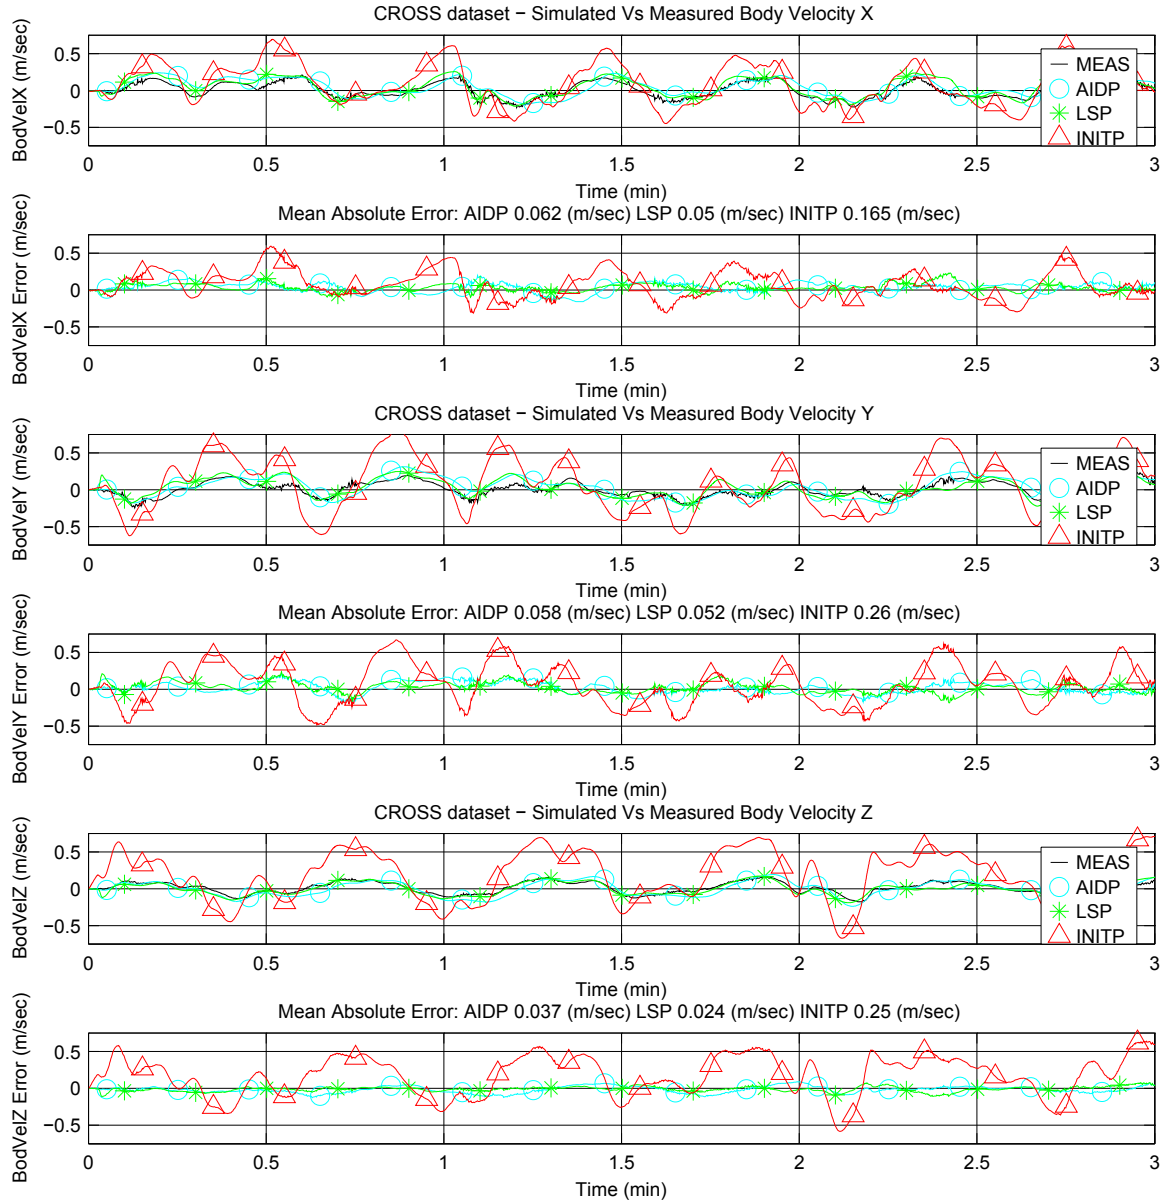 CROSS dataset − Simulated Vs Measured Body Velocity X
BodVelX (m/sec)
0.5
0
−0.5
MEAS
AIDP
LSP
INITP
0 0.5 1 1.5 2 2.5 3
Time (min)
Mean Absolute Error: AIDP 0.062 (m/sec) LSP 0.05 (m/sec) INITP 0.165 (m/sec)
BodVelX Error (m/sec)
0.5
0
−0.5
0 0.5 1 1.5 2 2.5 3
Time (min)
CROSS dataset − Simulated Vs Measured Body Velocity Y
BodVelY (m/sec)
0.5
0
−0.5
MEAS
AIDP
LSP
INITP
0 0.5 1 1.5 2 2.5 3
Time (min)
Mean Absolute Error: AIDP 0.058 (m/sec) LSP 0.052 (m/sec) INITP 0.26 (m/sec)
BodVelY Error (m/sec)
0.5
0
−0.5
0 0.5 1 1.5 2 2.5 3
Time (min)
CROSS dataset − Simulated Vs Measured Body Velocity Z
BodVelZ (m/sec)
0.5
0
−0.5
MEAS
AIDP
LSP
INITP
0 0.5 1 1.5 2 2.5 3
Time (min)
Mean Absolute Error: AIDP 0.037 (m/sec) LSP 0.024 (m/sec) INITP 0.25 (m/sec)
BodVelZ Error (m/sec)
0.5
0
−0.5
0 0.5 1 1.5 2 2.5 3
Time (min)